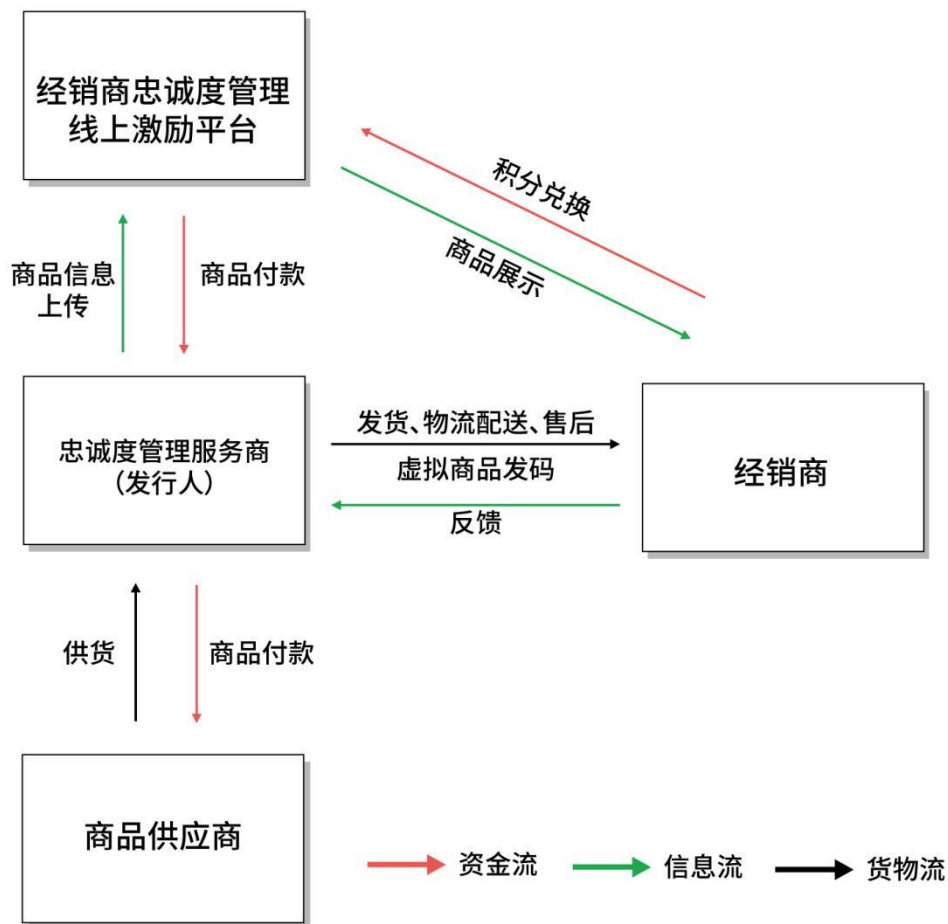 经销商忠诚度管理
线上激励平台
积分兑换
商品展示
商品信息
上传
商品付款
忠诚度管理服务商
（发行人）
发货、物流配送、售后
虚拟商品发码
反馈
经销商
供货
商品付款
商品供应商
资金流
信息流
货物流